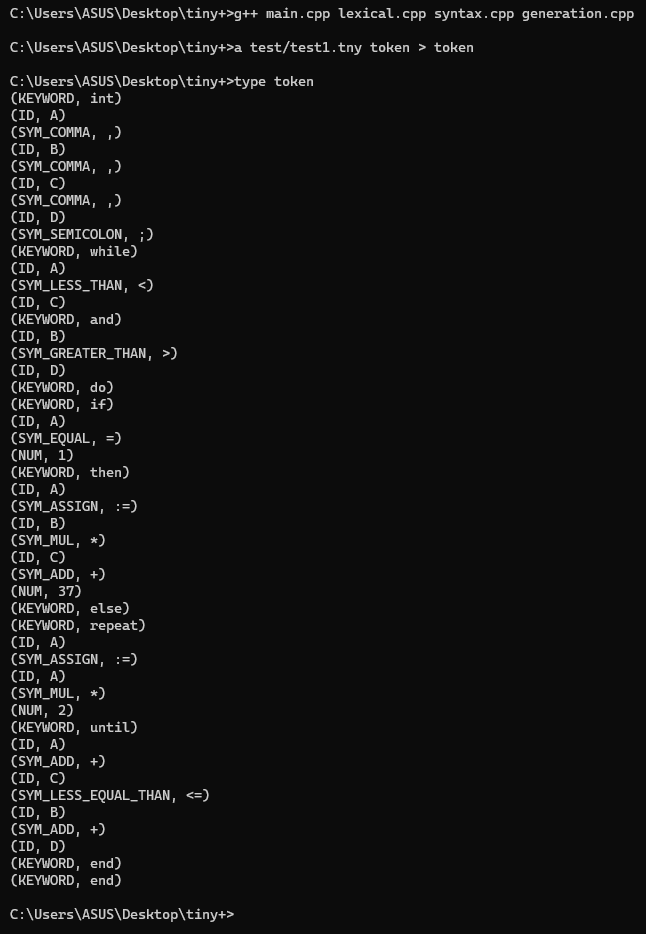 C:\Users\ASUS\Desktop\tiny+>g++ main.cpp lexical.cpp syntax.cpp generation.cpp
C:\Users\ASUS\Desktop\tiny+>a test/test1.tny token > token
C:\Users\ASUS\Desktop\tiny+>type token
(KEYWORD, int)
(ID, A)
(SYM_COMMA, ,)
(ID, B)
(SYM_COMMA, ,)
(ID, C)
(SYM_COMMA, ,)
(ID, D)
(SYM_SEMICOLON, ;)
(KEYWORD, while)
(ID, A)
(SYM_LESS_THAN, <)
(ID, C)
(KEYWORD, and)
(ID, B)
(SYM_GREATER_THAN, >)
(ID, D)
(KEYWORD, do)
(KEYWORD, if)
(ID, A)
(SYM_EQUAL, =)
(NUM, 1)
(KEYWORD, then)
(ID, A)
(SYM_ASSIGN, :=)
(ID, B)
(SYM_MUL, *)
(ID, C)
(SYM_ADD, +)
(NUM, 37)
(KEYWORD, else)
(KEYWORD, repeat)
(ID, A)
(SYM_ASSIGN, :=)
(ID, A)
(SYM_MUL, *)
(NUM, 2)
(KEYWORD, until)
(ID, A)
(SYM_ADD, +)
(ID, C)
(SYM_LESS_EQUAL_THAN, <=)
(ID, B)
(SYM_ADD, +)
(ID, D)
(KEYWORD, end)
(KEYWORD, end)
C:\Users\ASUS\Desktop\tiny+>